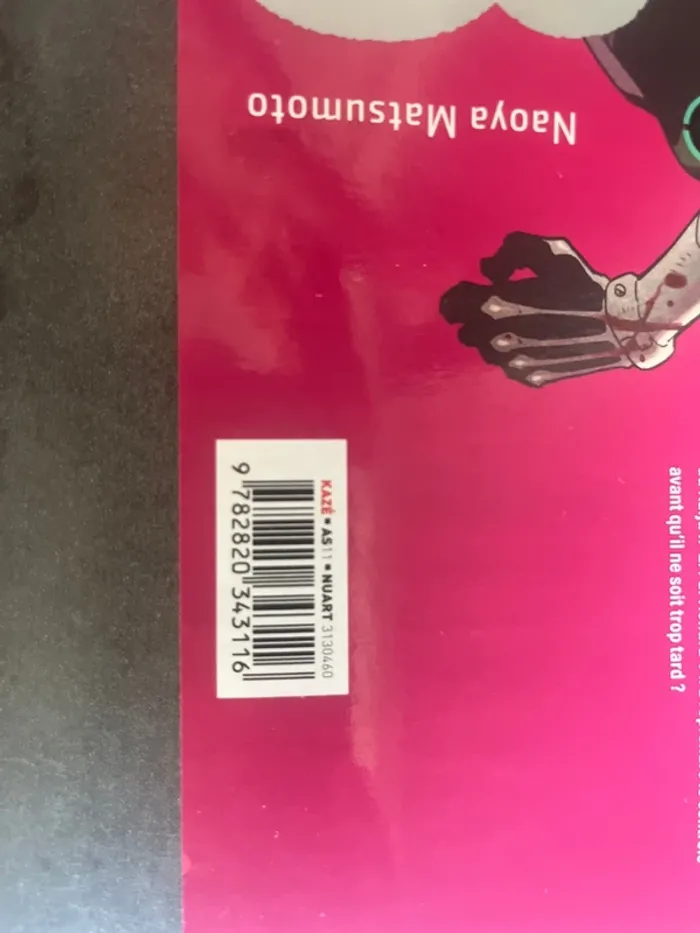 Naoya Matsumoto
avant qu'il ne soit trop tard ?
KAZÉ ▪ AS11 ▪ NUART 3130460
9 782820 343116